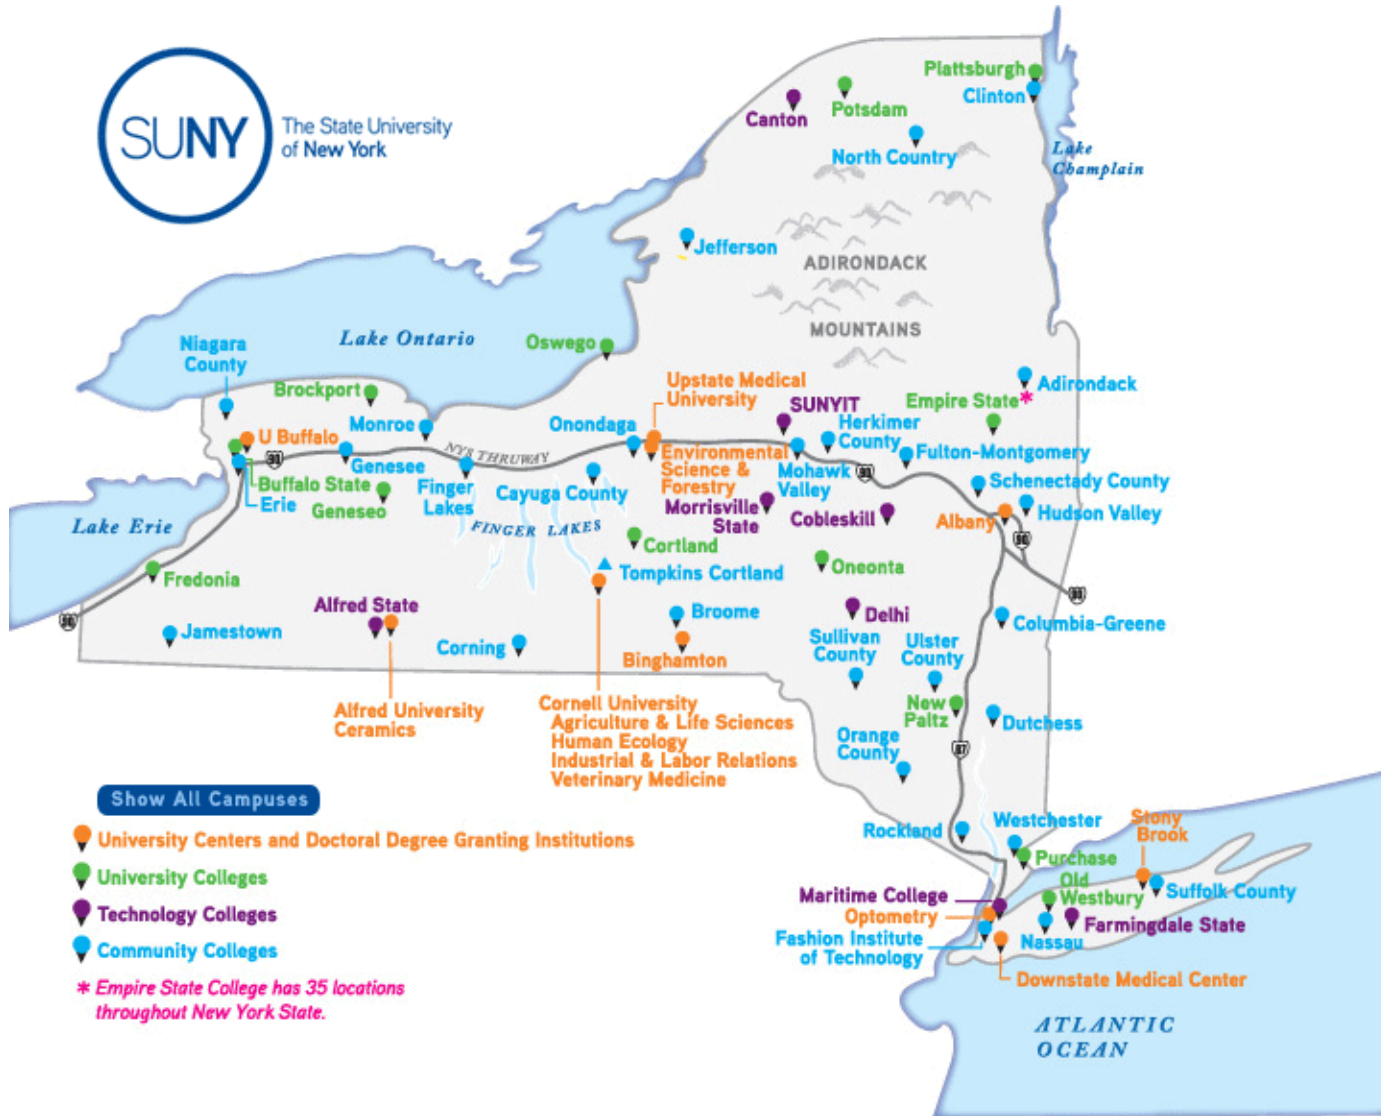 SUNY
The State University
of New York
Plattsburgh
Clinton
Potsdam
Canton
North Country
Lake
Champlain
Jefferson
ADIRONDACK
MOUNTAINS
Lake Ontario
Oswego
Niagara
County
Brockport
Monroe
U Buffalo
Genesee
Buffalo State
Erie
Geneseo
90
NYS THRUWAY
Finger
Lakes
Cayuga County
Onondaga
Upstate Medical
University
Environmental
Science &
Forestry
SUNYIT
Herkimer
County
Mohawk
Valley
90
Empire State
*
Adirondack
Fulton-Montgomery
Schenectady County
Hudson Valley
Albany
90
90
Morrisville
State
Cobleskill
Lake Erie
FINGER LAKES
Cortland
Tompkins Cortland
Oneonta
Fredonia
90
Jamestown
Alfred State
Corning
Broome
Binghamton
Delhi
Sullivan
County
Ulster
County
Columbia-Greene
New
Paltz
Dutchess
Orange
County
87
Alfred University
Ceramics
Cornell University
Agriculture & Life Sciences
Human Ecology
Industrial & Labor Relations
Veterinary Medicine
Rockland
Westchester
Purchase
Old
Westbury
Stony
Brook
Suffolk County
Maritime College
Optometry
Fashion Institute
of Technology
Nassau
Farmingdale State
Downstate Medical Center
ATLANTIC
OCEAN
Show All Campuses
University Centers and Doctoral Degree Granting Institutions
University Colleges
Technology Colleges
Community Colleges
* Empire State College has 35 locations
throughout New York State.